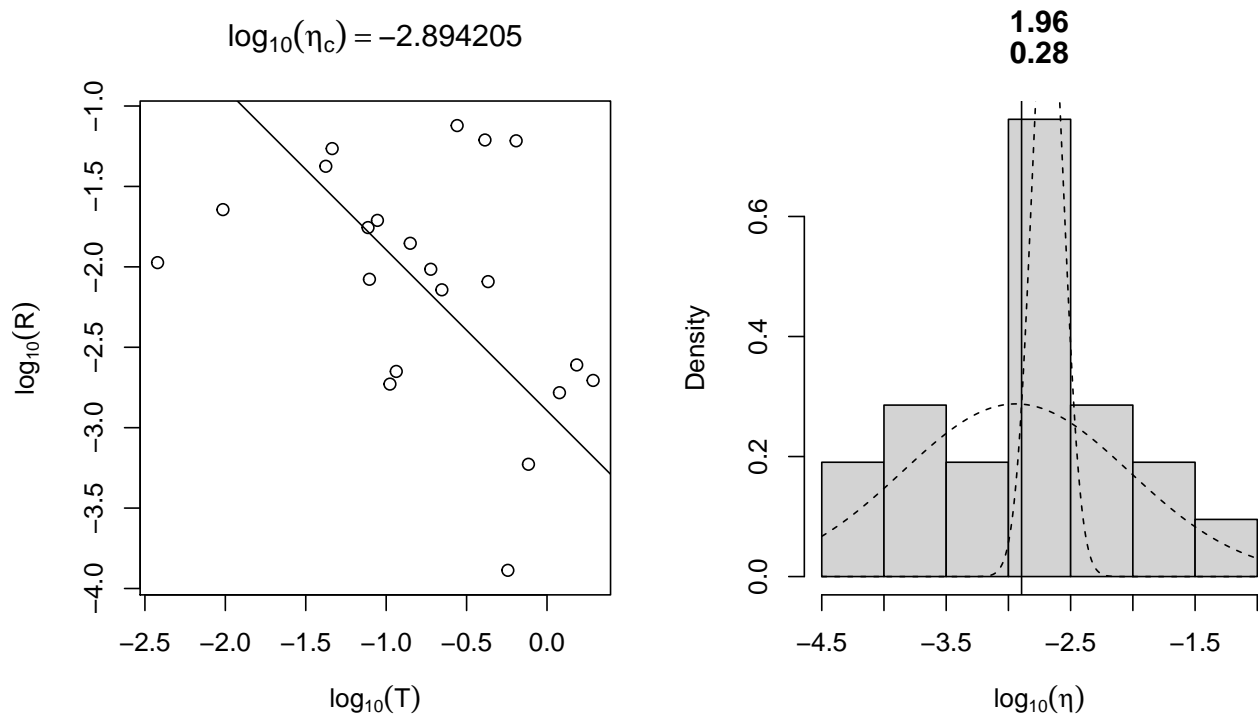 log₁₀(η_c) = −2.894205
log₁₀(R)
−1.0
−1.5
−2.0
−2.5
−3.0
−3.5
−4.0
−2.5 −2.0 −1.5 −1.0 −0.5 0.0
log₁₀(T)
1.96
0.28
Density
0.6
0.4
0.2
0.0
−4.5 −3.5 −2.5 −1.5
log₁₀(η)